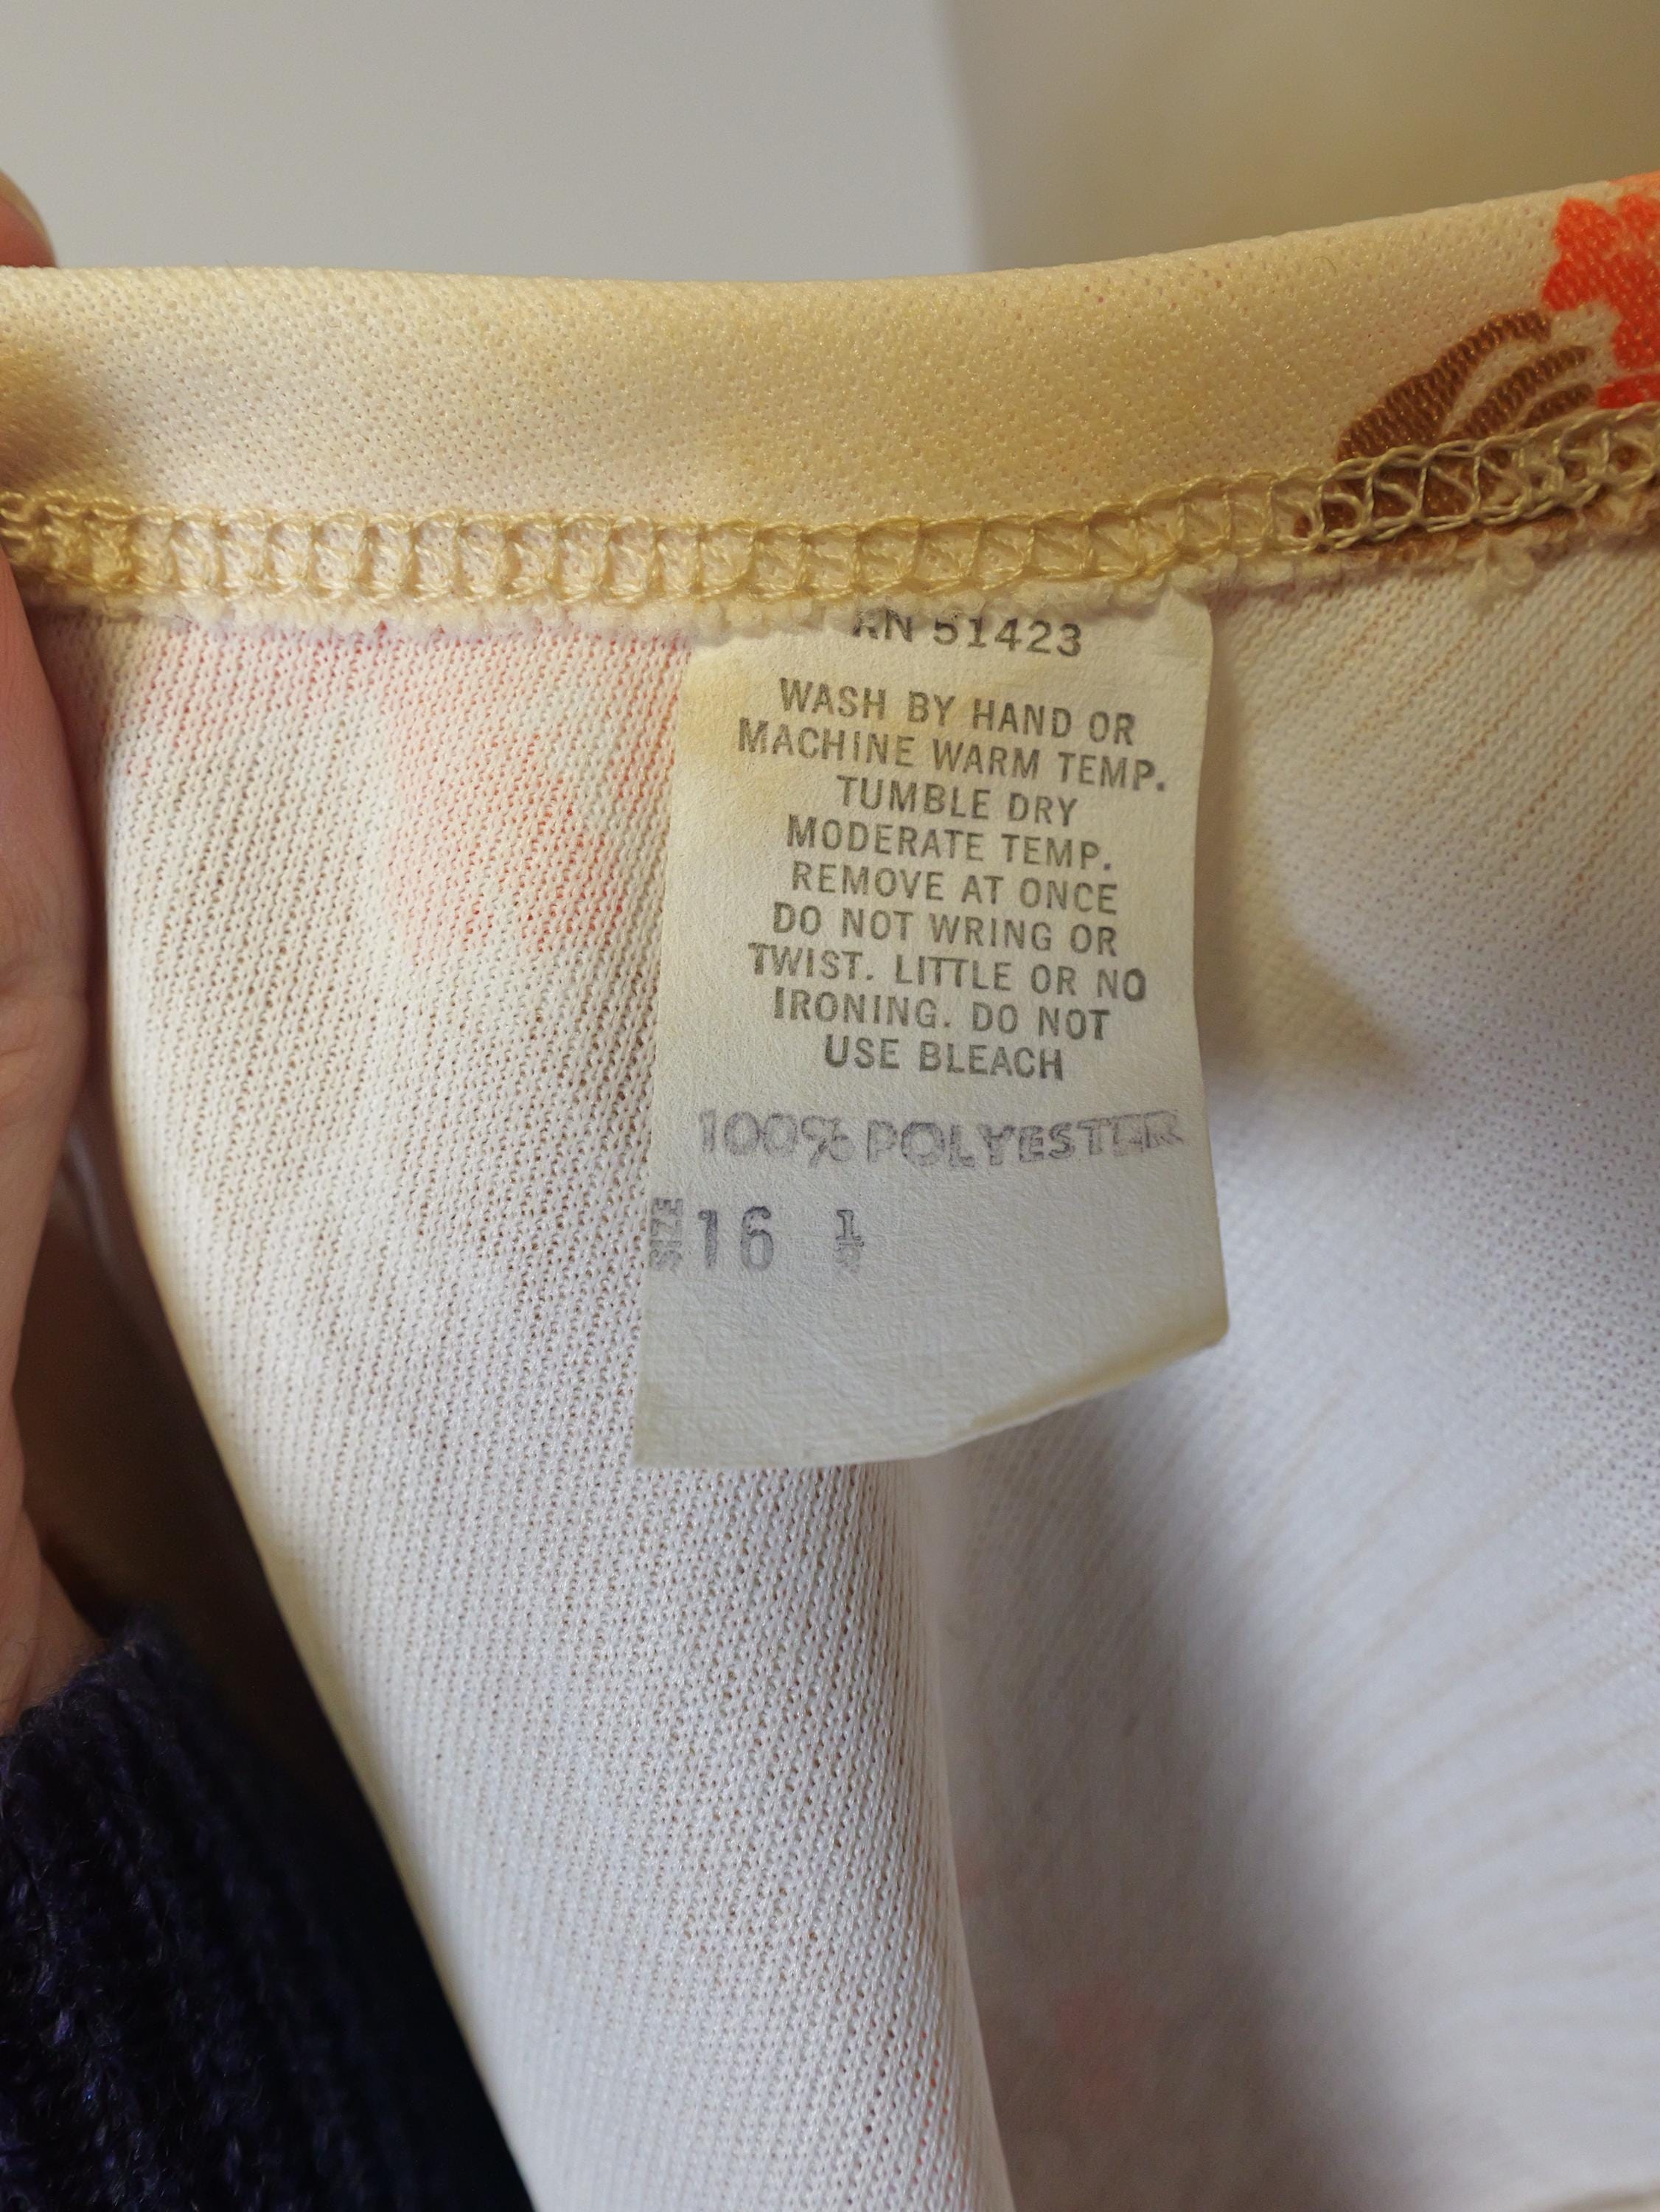 RN 51423
WASH BY HAND OR
MACHINE WARM TEMP.
TUMBLE DRY
MODERATE TEMP.
REMOVE AT ONCE
DO NOT WRING OR
TWIST. LITTLE OR NO
IRONING. DO NOT
USE BLEACH
100% POLYESTER
SIZE 16 1/2